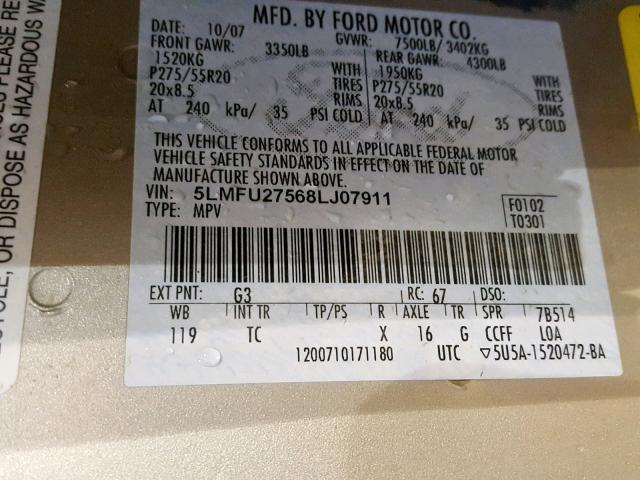 MFD. BY FORD MOTOR CO.
DATE: 10/07 GVWR: 7500LB/ 3402KG
FRONT GAWR: 3350LB REAR GAWR: 4300LB
1520KG WITH 1950KG WITH
P275/55R20 TIRES P275/55R20 TIRES
20x8.5 RIMS 20x8.5 RIMS
AT 240 kPa/ 35 PSI COLD AT 240 kPa/ 35 PSI COLD
THIS VEHICLE CONFORMS TO ALL APPLICABLE FEDERAL MOTOR
VEHICLE SAFETY STANDARDS IN EFFECT ON THE DATE OF
MANUFACTURE SHOWN ABOVE.
VIN: 5LMFU27568LJ07911 F0102
TYPE: MPV T0301
EXT PNT: G3 RC: 67 DSO:
WB INT TR TP/PS R AXLE TR SPR 7B514
119 TC X 16 G CCFF LOA
1200710171180 UTC ▽5U5A-1520472-BA
PLEASE RE
AS HAZARDOUS W
OR DISPOSE